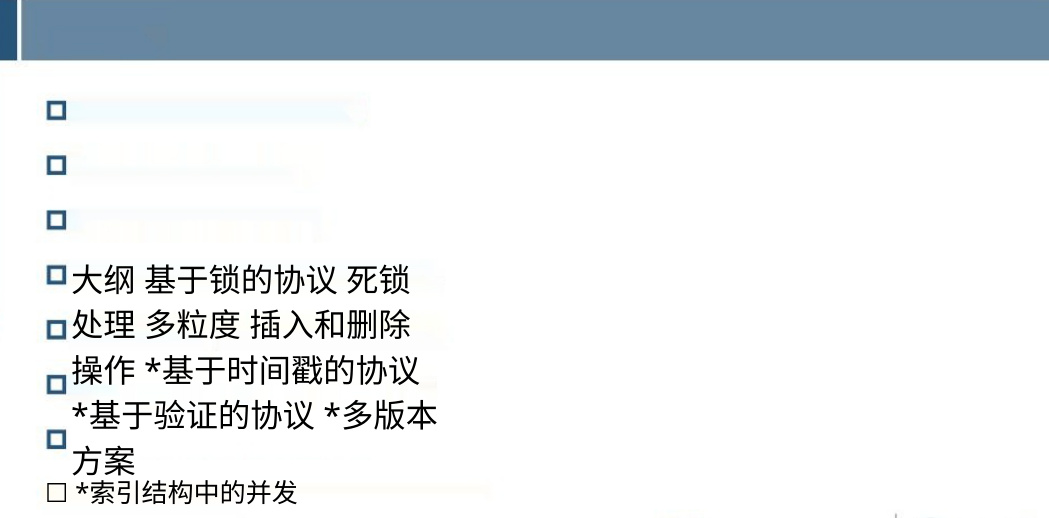 大纲 基于锁的协议 死锁
处理 多粒度 插入和删除
操作 *基于时间戳的协议
*基于验证的协议 *多版本
方案
□ *索引结构中的并发